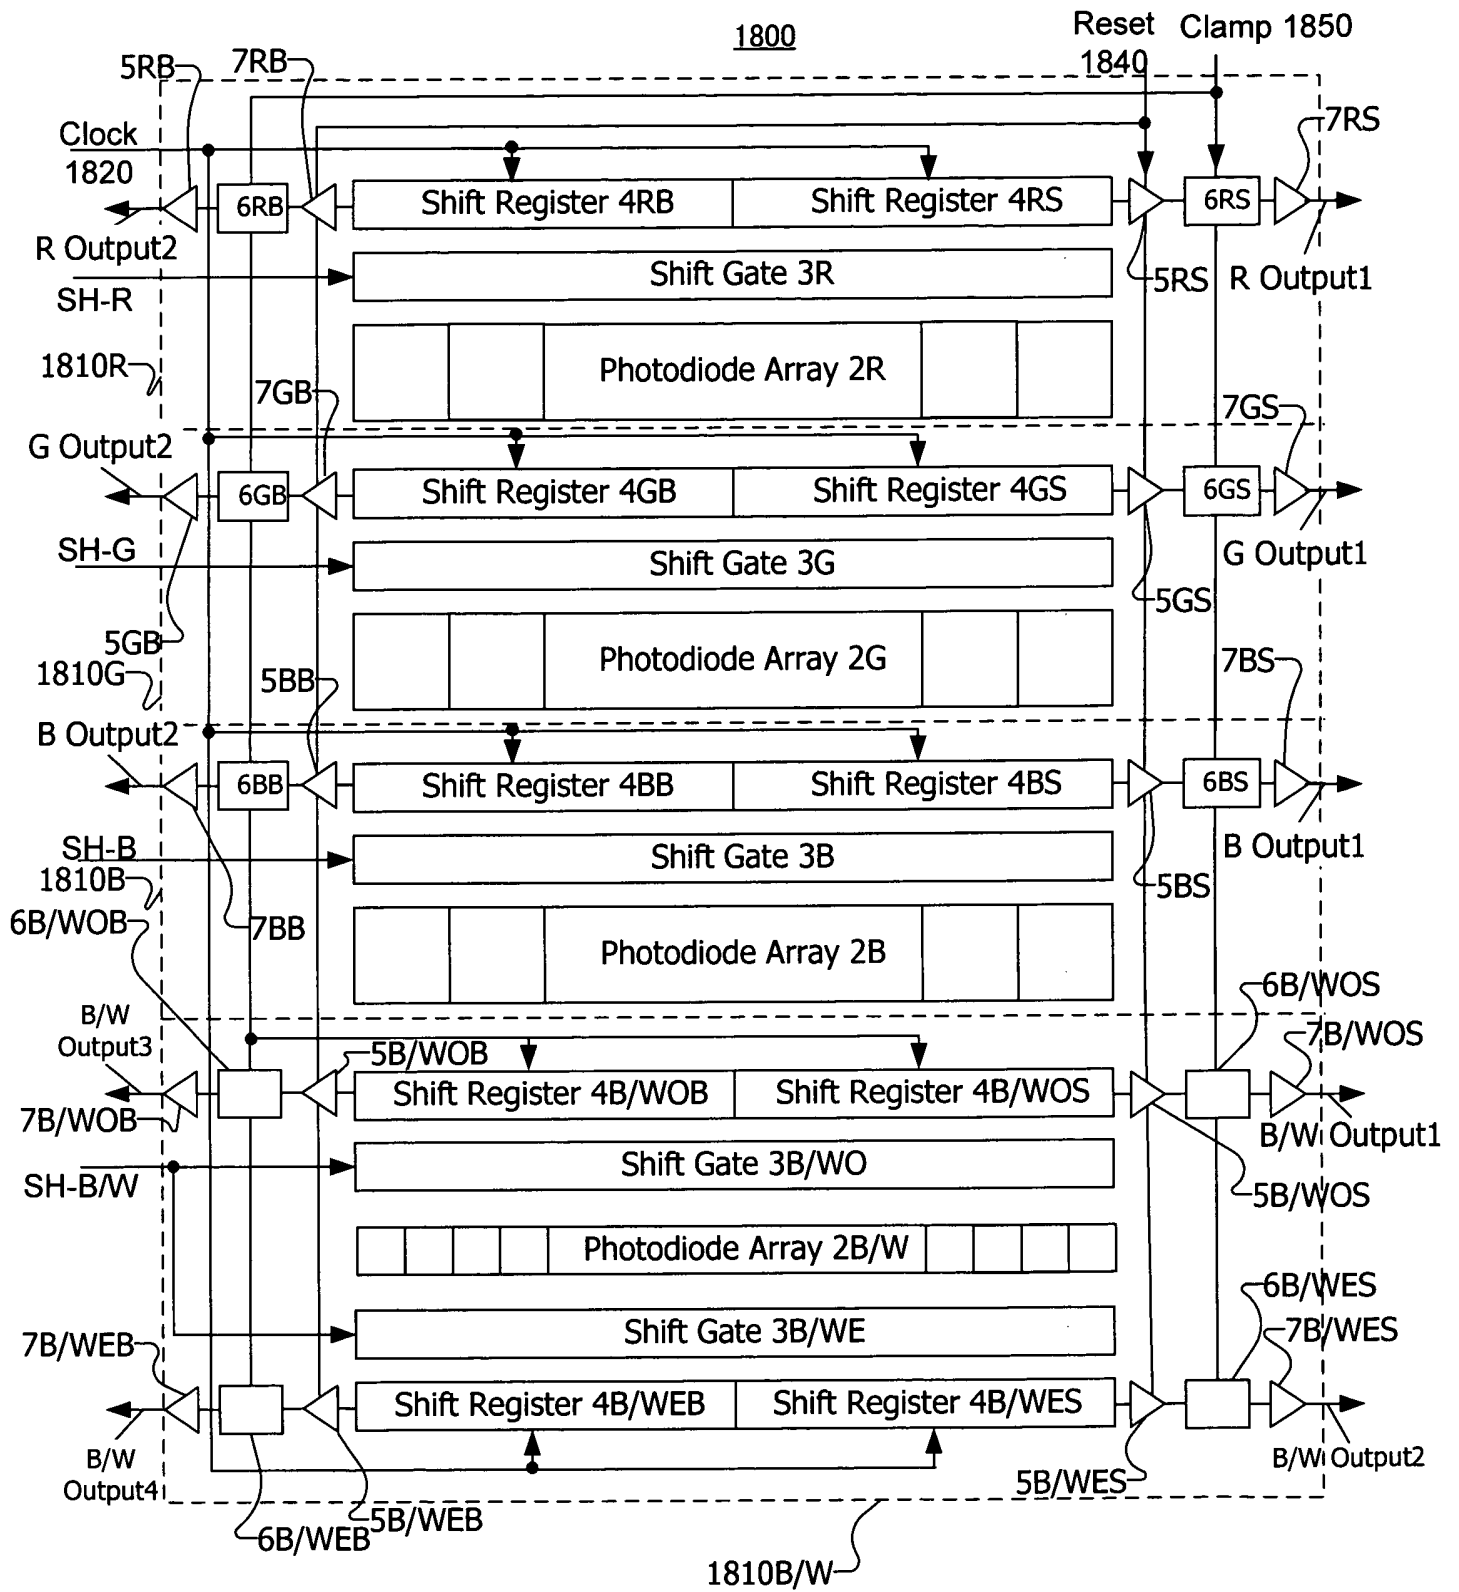 1800
Reset
1840
Clamp 1850
5RB
7RB
7RS
Clock
1820
6RB
Shift Register 4RB
Shift Register 4RS
6RS
R Output2
5RS
R Output1
Shift Gate 3R
SH-R
1810R
Photodiode Array 2R
7GB
7GS
G Output2
6GB
Shift Register 4GB
Shift Register 4GS
6GS
SH-G
Shift Gate 3G
G Output1
5GS
5GB
1810G
Photodiode Array 2G
5BB
7BS
B Output2
6BB
Shift Register 4BB
Shift Register 4BS
6BS
SH-B
Shift Gate 3B
B Output1
1810B
5BS
6B/WOB
7BB
Photodiode Array 2B
6B/WOS
B/W
Output3
7B/WOS
5B/WOB
Shift Register 4B/WOB
Shift Register 4B/WOS
7B/WOB
B/W Output1
SH-B/W
Shift Gate 3B/WO
5B/WOS
Photodiode Array 2B/W
6B/WES
7B/WEB
Shift Gate 3B/WE
7B/WES
Shift Register 4B/WEB
Shift Register 4B/WES
B/W
Output4
B/W Output2
5B/WES
6B/WEB
5B/WEB
1810B/W